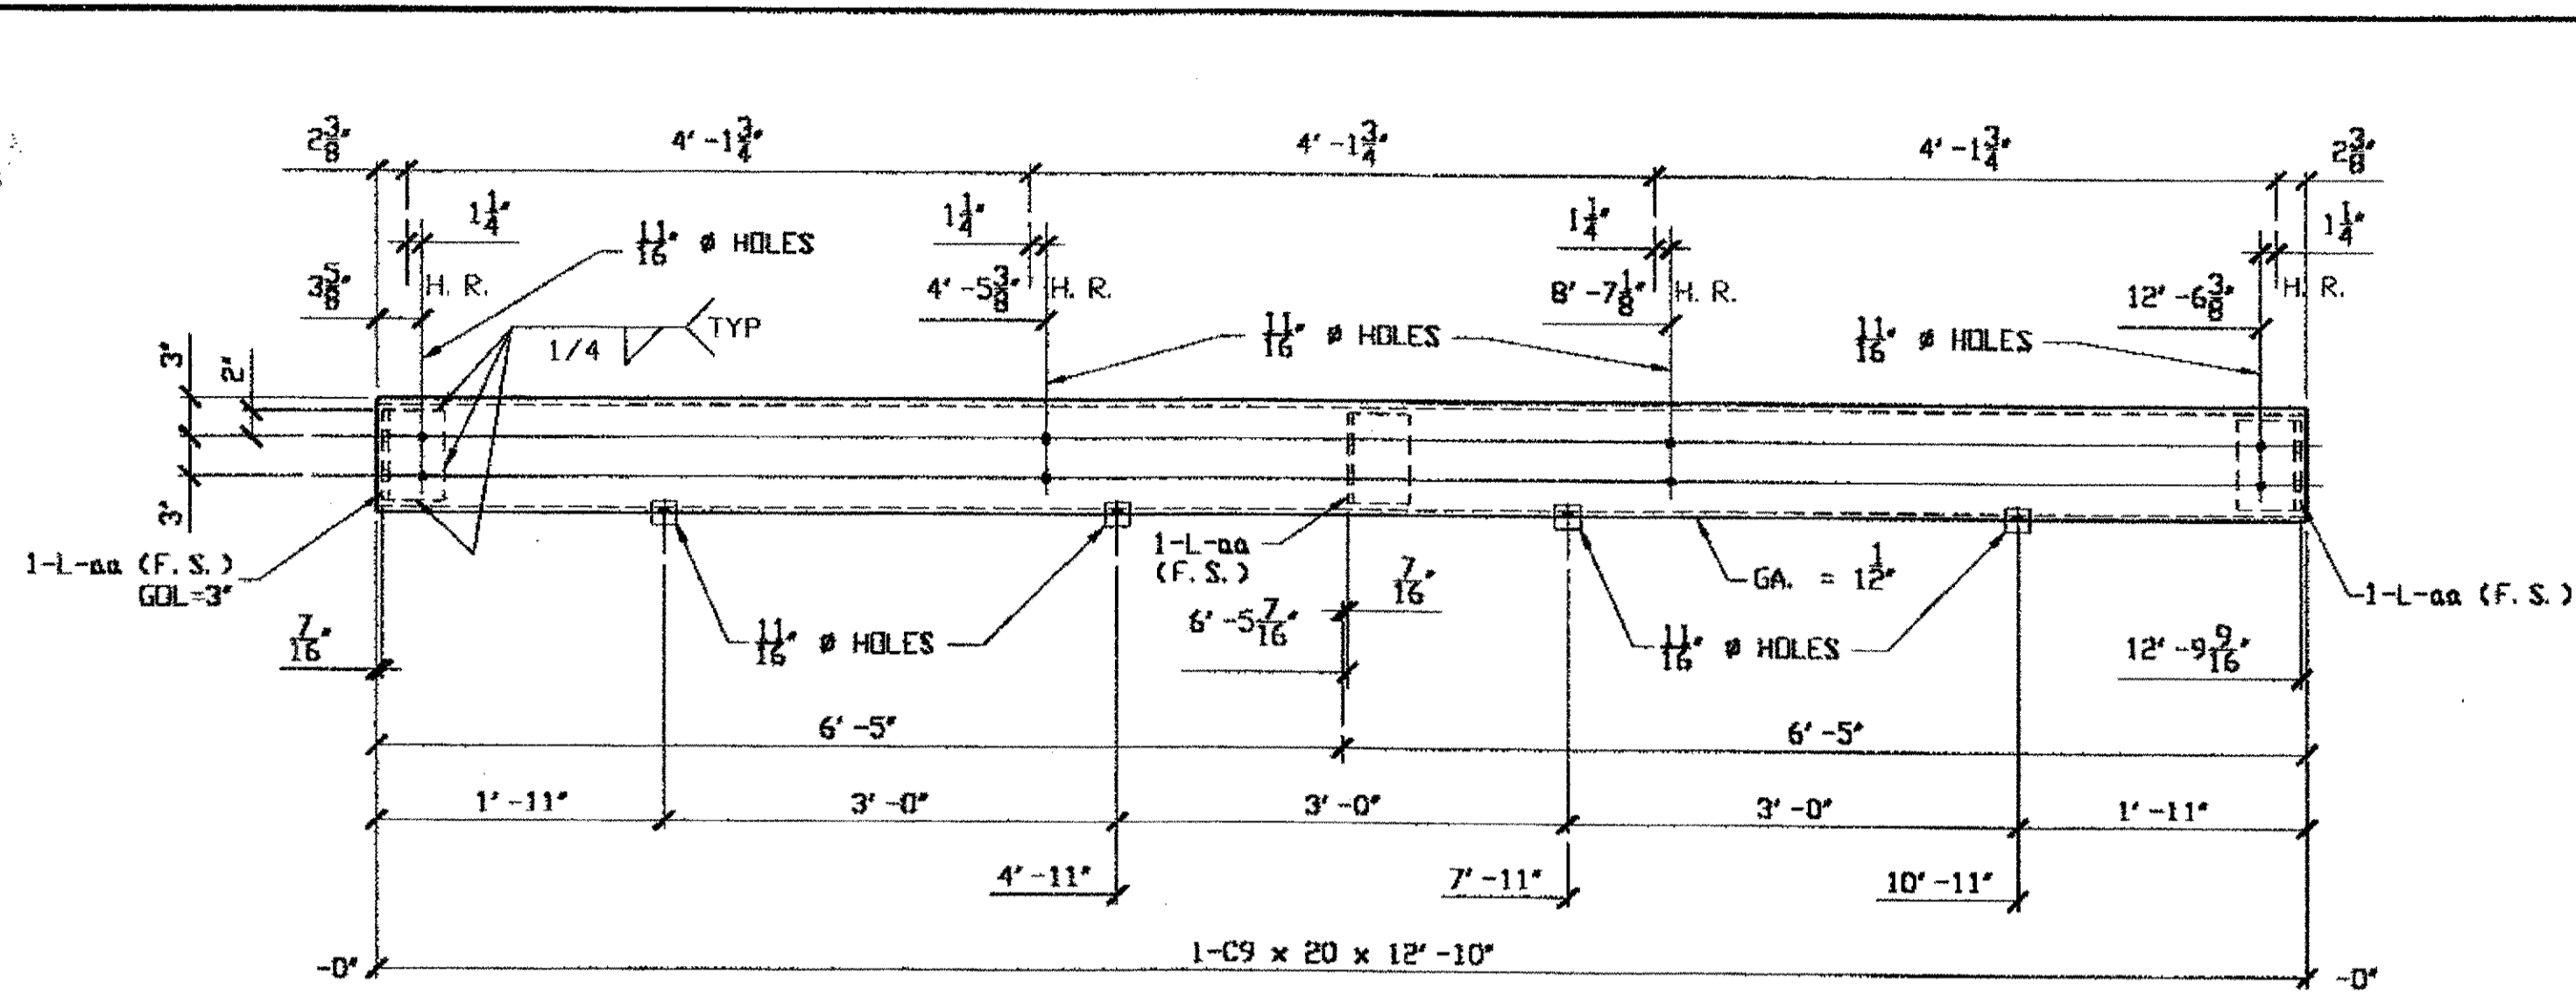 2 3/8" 4'-1 3/4" 4'-1 3/4" 4'-1 3/4" 2 3/8"
1 1/4" 1 1/4" 1 1/4" 1 1/4"
11/16" ø HOLES
3 5/8" H. R. 4'-5 3/8" H. R. 8'-7 1/8" H. R. 12'-6 3/8" H. R.
1/4 TYP
11/16" ø HOLES 11/16" ø HOLES
3" 2"
3"
1-L-aa (F. S.)
GOL=3"
1-L-aa
(F. S.)
GA. = 1 1/2"
1-L-aa (F. S.)
7/16" 11/16" ø HOLES 6'-5 7/16" 7/16" 11/16" ø HOLES 12'-9 9/16"
6'-5" 6'-5"
1'-11" 3'-0" 3'-0" 3'-0" 1'-11"
4'-11" 7'-11" 10'-11"
-0" 1-C9 x 20 x 12'-10" -0"